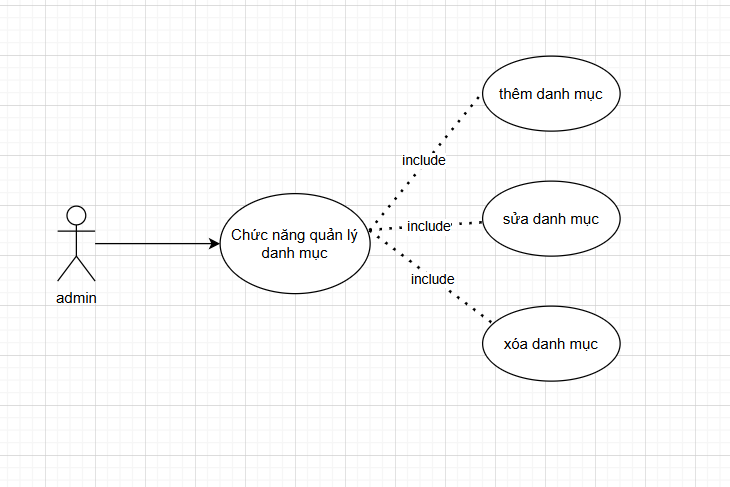 thêm danh mục
include
sửa danh mục
include
Chức năng quản lý
danh mục
include
admin
xóa danh mục